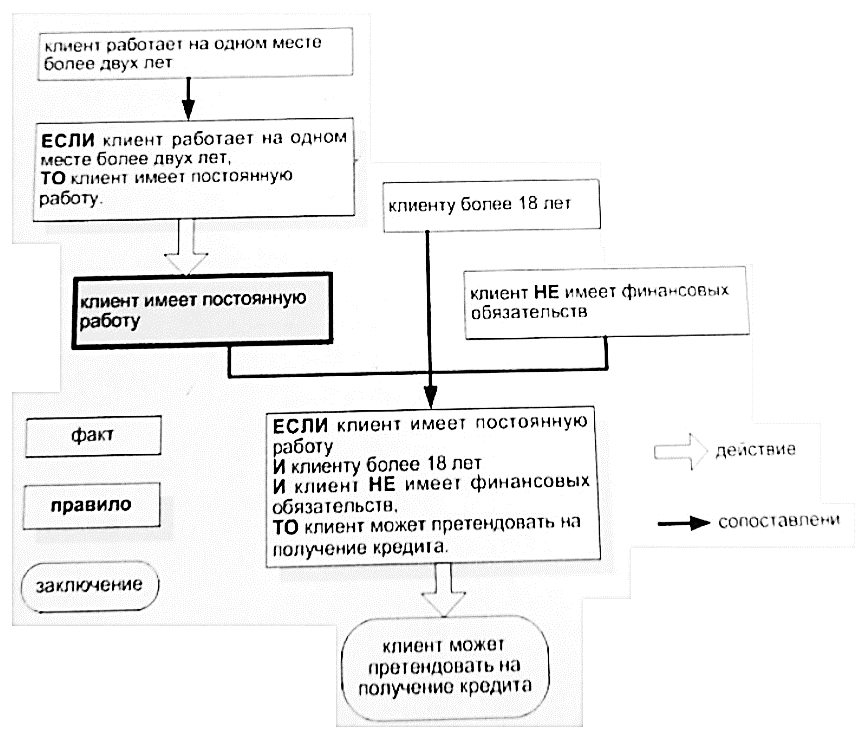 клиент работает на одном месте
более двух лет
ЕСЛИ клиент работает на одном
месте более двух лет,
ТО клиент имеет постоянную
работу.
клиенту более 18 лет
клиент имеет постоянную
работу
клиент НЕ имеет финансовых
обязательств
ЕСЛИ клиент имеет постоянную
работу
И клиенту более 18 лет
И клиент НЕ имеет финансовых
обязательств,
ТО клиент может претендовать на
получение кредита.
факт
правило
заключение
действие
сопоставлени
клиент может
претендовать на
получение кредита